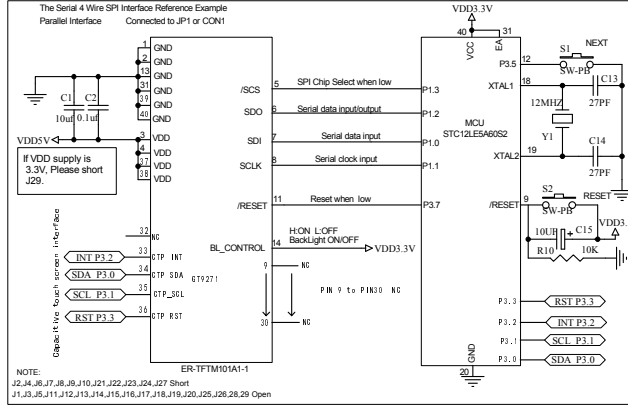 The Serial 4 Wire SPI Interface Reference Example
Parallel Interface Connected to JP1 or CON1
VDD3.3V
40 31
VCC
EA
1 GND
2 GND
13 GND
31 GND
39 GND
40 GND
C1 C2
10uf 0.1uf
VDD5V
3 VDD
4 VDD
37 VDD
38 VDD
If VDD supply is
3.3V, Please short
J29.
/SCS 5 SPI Chip Select when low P1.3
SDO 6 Serial data input/output P1.2
SDI 7 Serial data input P1.0
SCLK 8 Serial clock input P1.1
/RESET 11 Reset when low P3.7
BL_CONTROL 14 H:ON L:OFF
BackLight ON/OFF VDD3.3V
MCU
STC12LE5A60S2
P3.5 12 S1 NEXT
SW-PB
XTAL1 18 C13
27PF
12MHZ
Y1
XTAL2 19 C14
27PF
/RESET 9 S2 RESET
SW-PB
VDD3.
10UF + C15
R10 10K
Capacitive touch screen interface
32 NC
INT P3.2 33 CTP INT
SDA P3.0 34 CTP SDA
SCL P3.1 35 CTP_SCL
RST P3.3 36 CTP RST
GT9271
9 NC
PIN 9 to PIN30 NC
30 NC
P3.3 RST P3.3
P3.2 INT P3.2
P3.1 SCL P3.1
P3.0 SDA P3.0
GND
20
ER-TFTM101A1-1
NOTE:
J2,J4,J6,J7,J8,J9,J10,J21,J22,J23,J24,J27 Short
J1,J3,J5,J11,J12,J13,J14,J15,J16,J17,J18,J19,J20,J25,J26,28,29 Open